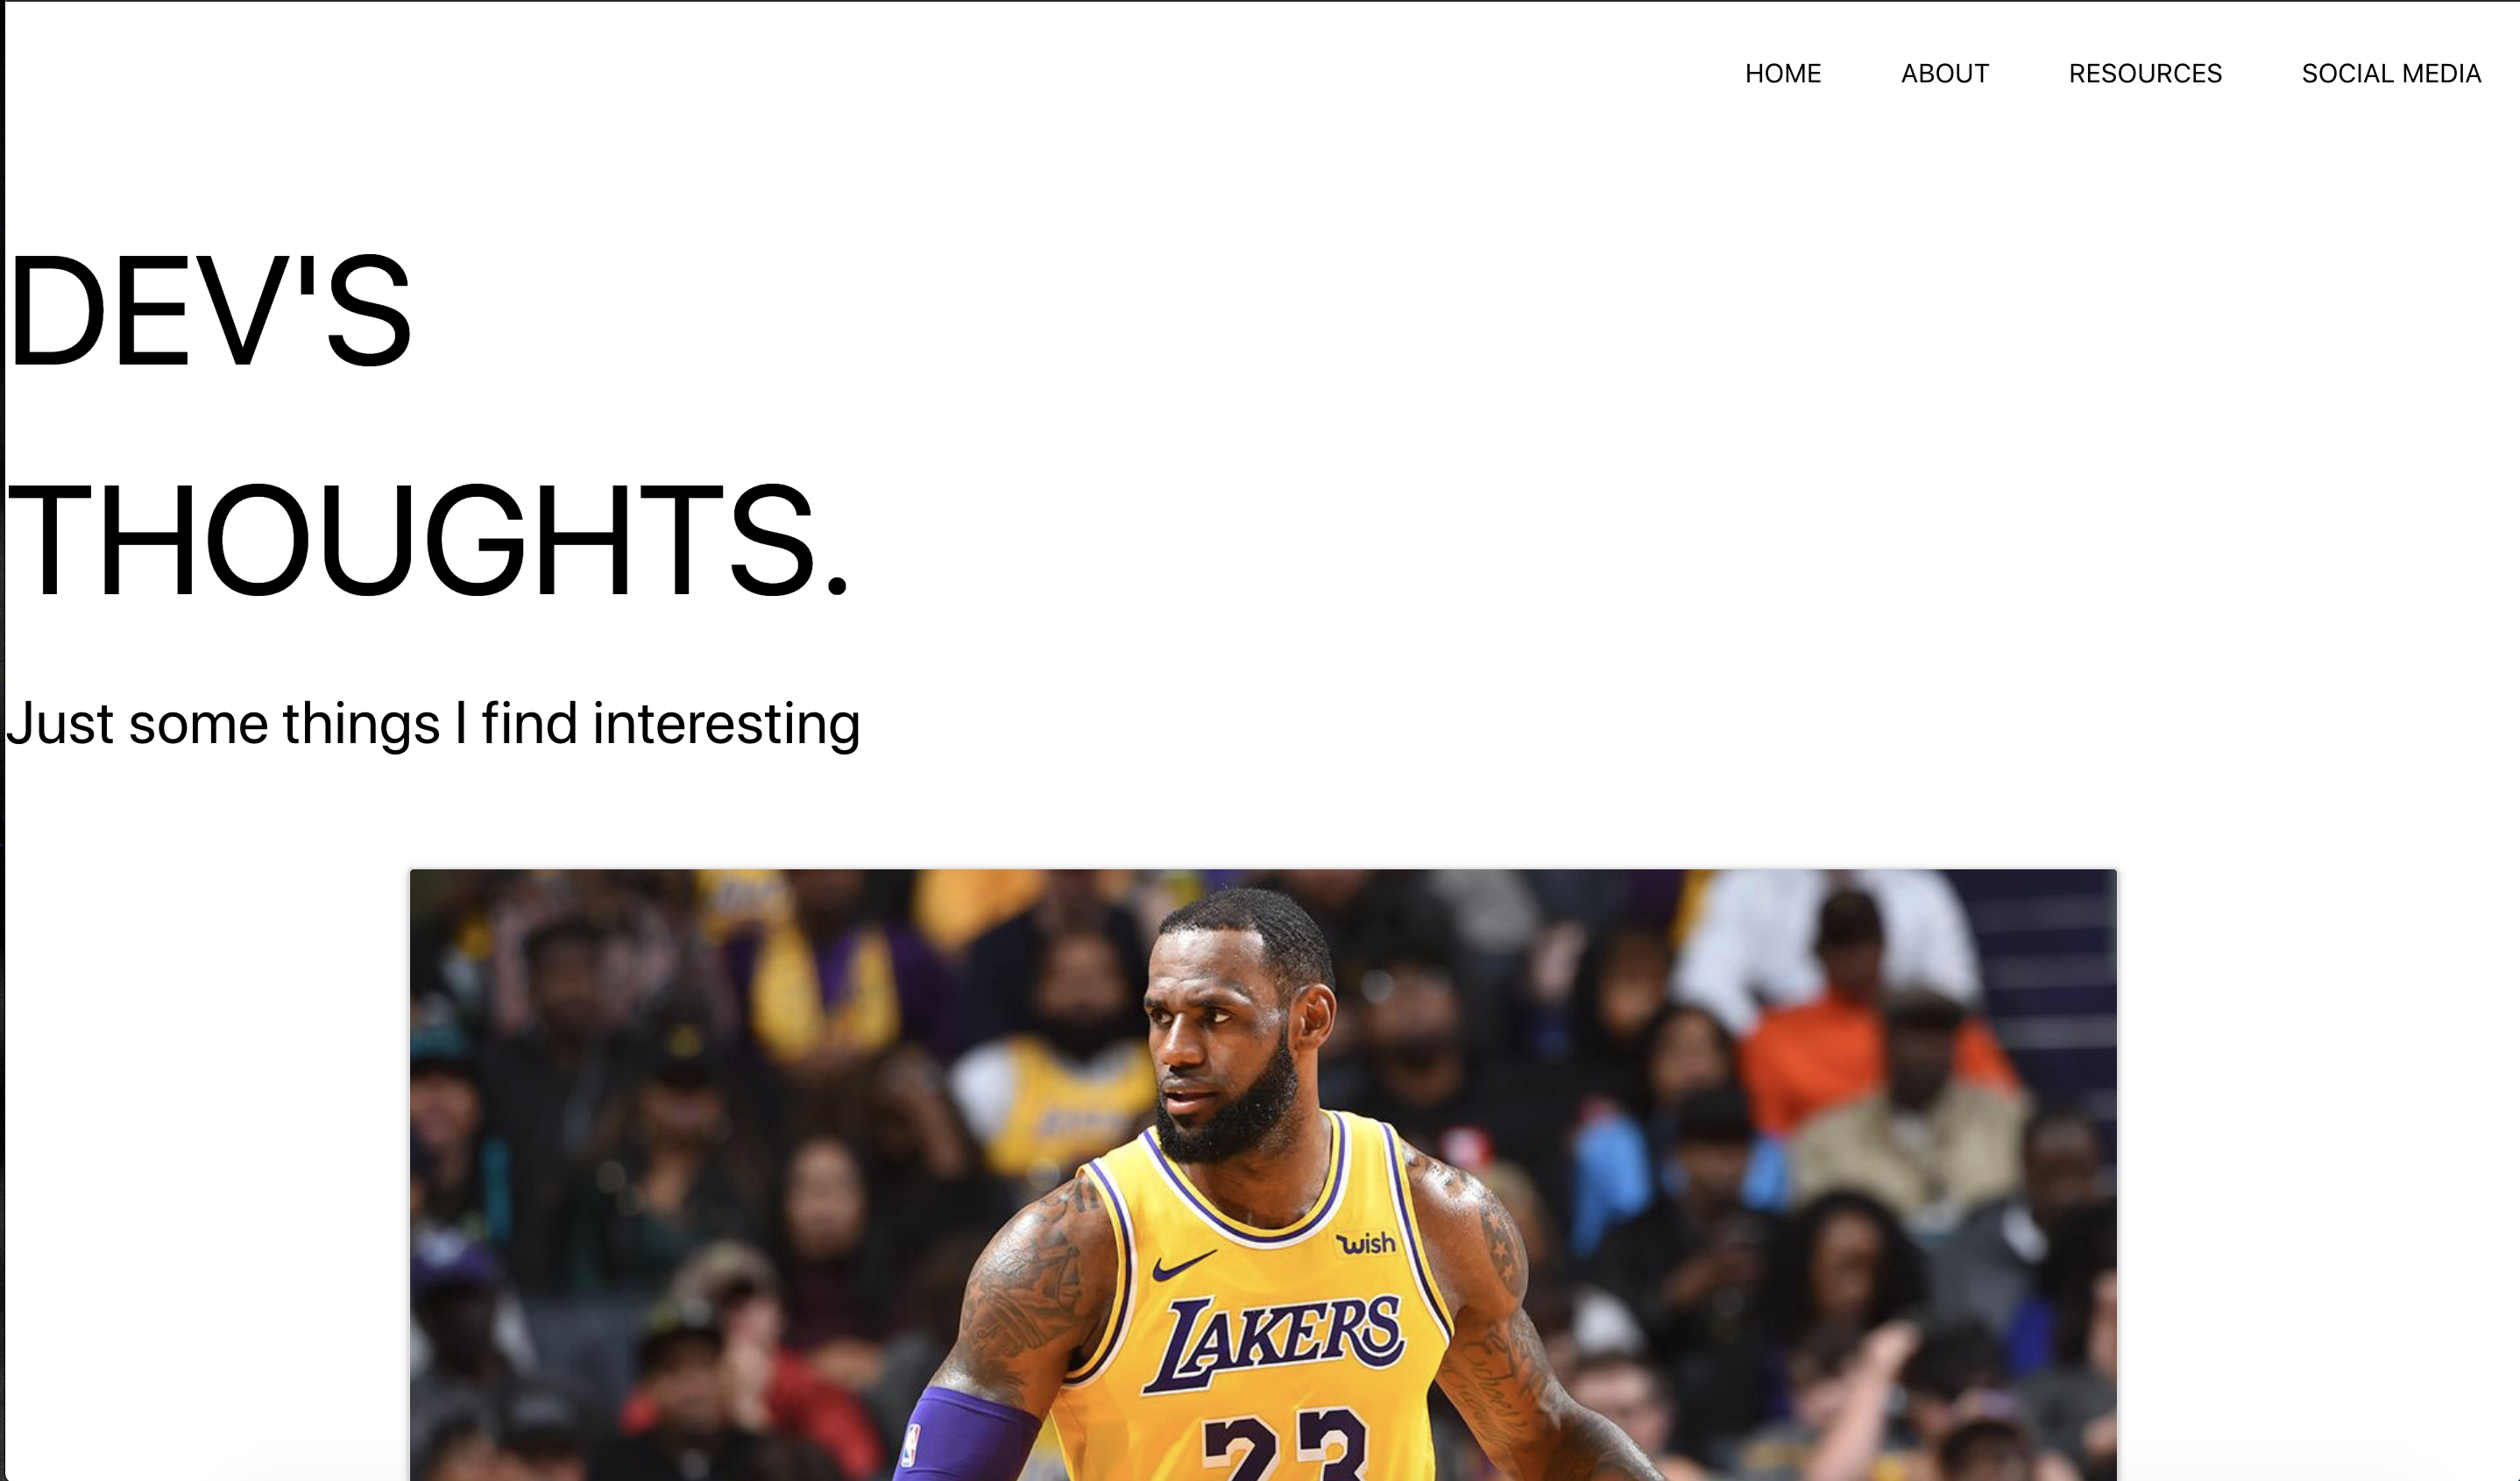 HOME ABOUT RESOURCES SOCIAL MEDIA
DEV'S
THOUGHTS.
Just some things I find interesting
wish
LAKERS
23